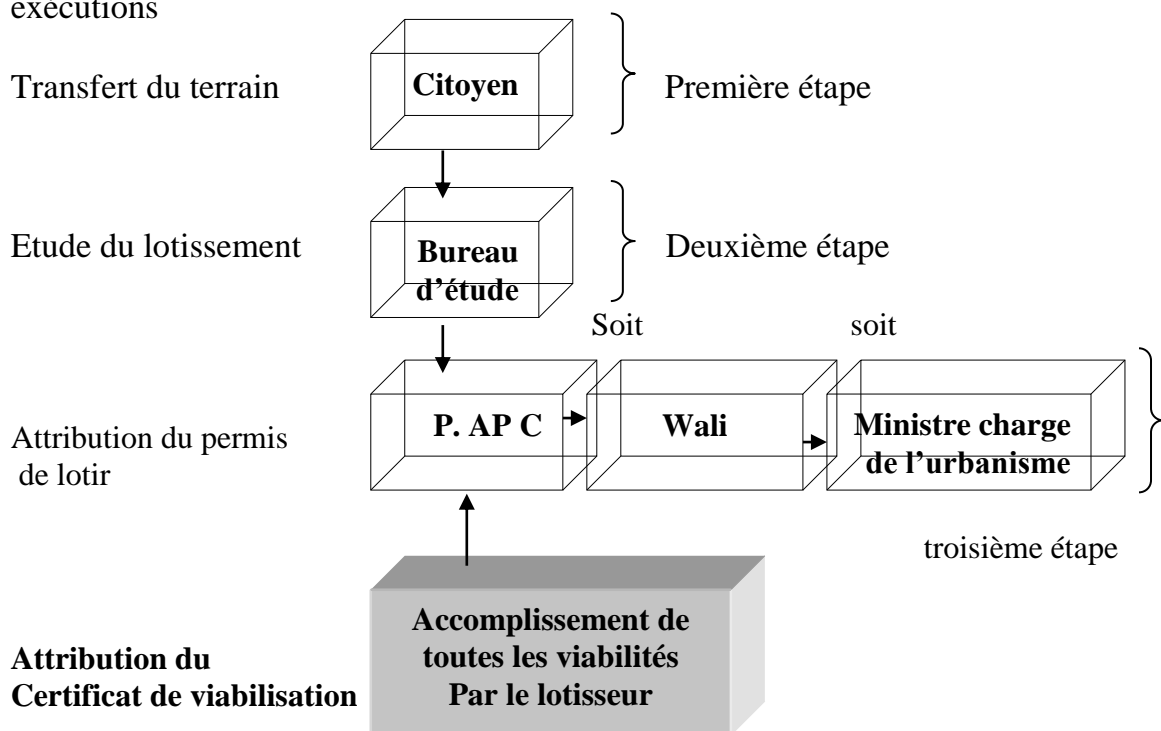 exécutions
Transfert du terrain
Citoyen
Première étape
Etude du lotissement
Bureau
d’étude
Deuxième étape
Soit
soit
Attribution du permis
de lotir
P. AP C
Wali
Ministre charge
de l’urbanisme
troisième étape
Attribution du
Certificat de viabilisation
Accomplissement de
toutes les viabilités
Par le lotisseur